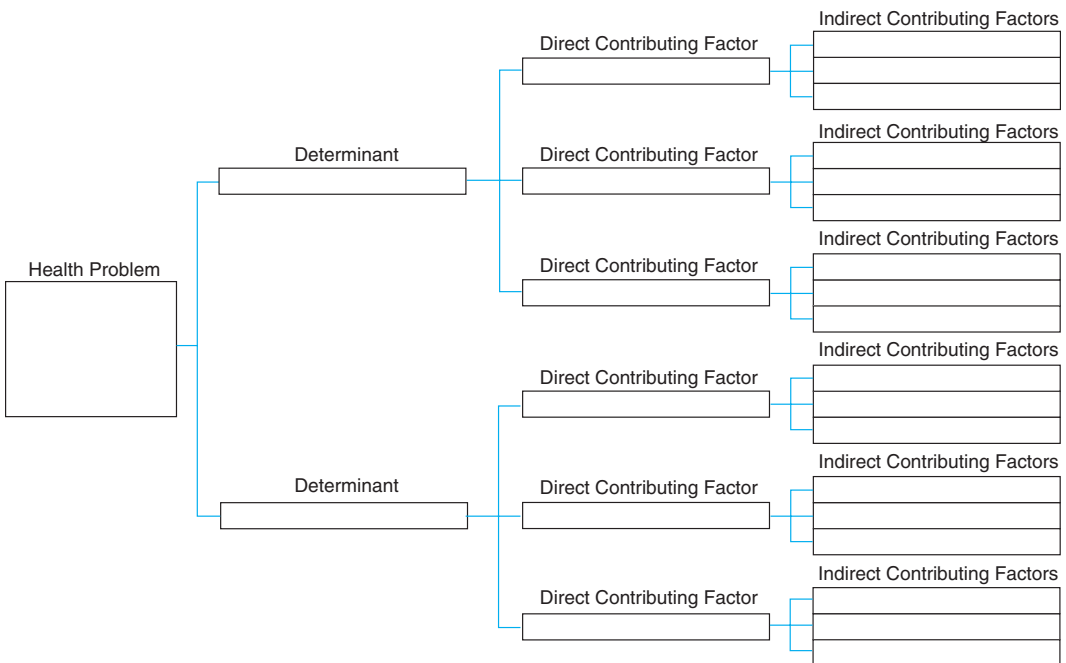 Health Problem
Determinant
Direct Contributing Factor
Indirect Contributing Factors
Direct Contributing Factor
Indirect Contributing Factors
Direct Contributing Factor
Indirect Contributing Factors
Determinant
Direct Contributing Factor
Indirect Contributing Factors
Direct Contributing Factor
Indirect Contributing Factors
Direct Contributing Factor
Indirect Contributing Factors